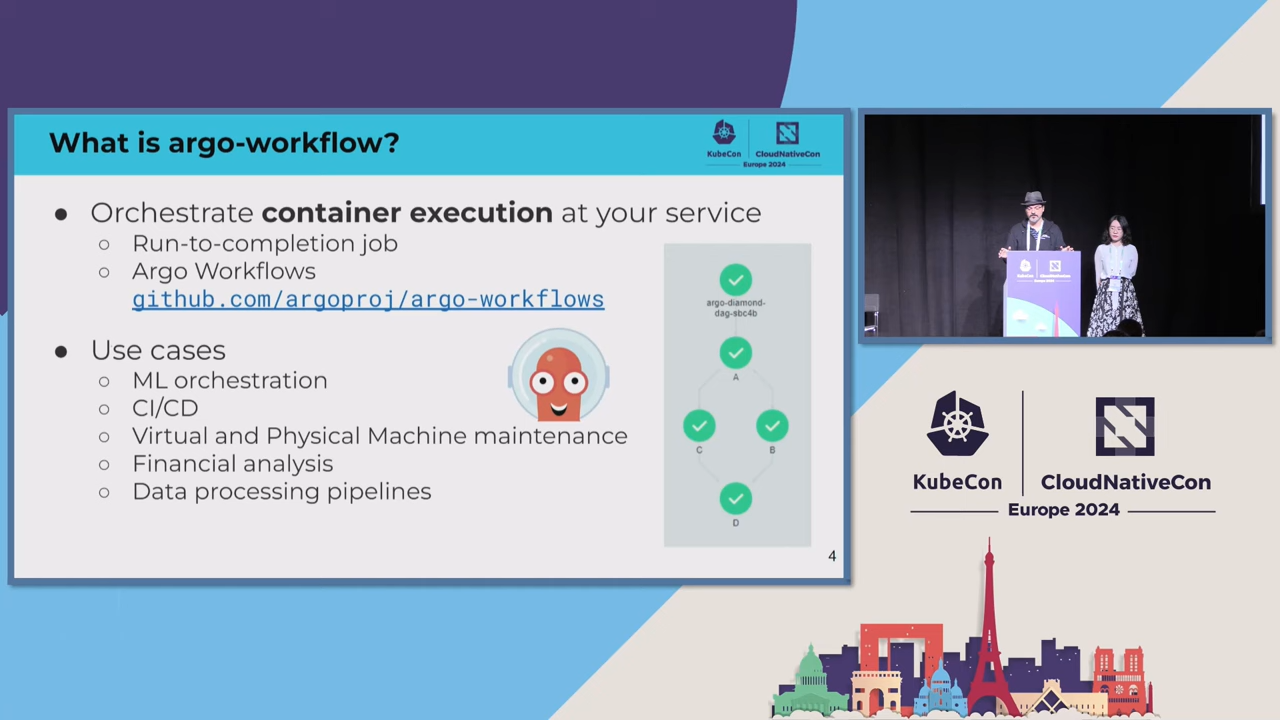 What is argo-workflow?
KubeCon
CloudNativeCon
Europe 2024
● Orchestrate container execution at your service
○ Run-to-completion job
○ Argo Workflows
github.com/argoproj/argo-workflows
● Use cases
○ ML orchestration
○ CI/CD
○ Virtual and Physical Machine maintenance
○ Financial analysis
○ Data processing pipelines
argo-diamond-
dag-sbc4b
A
C
B
D
4
KubeCon
CloudNativeCon
Europe 2024